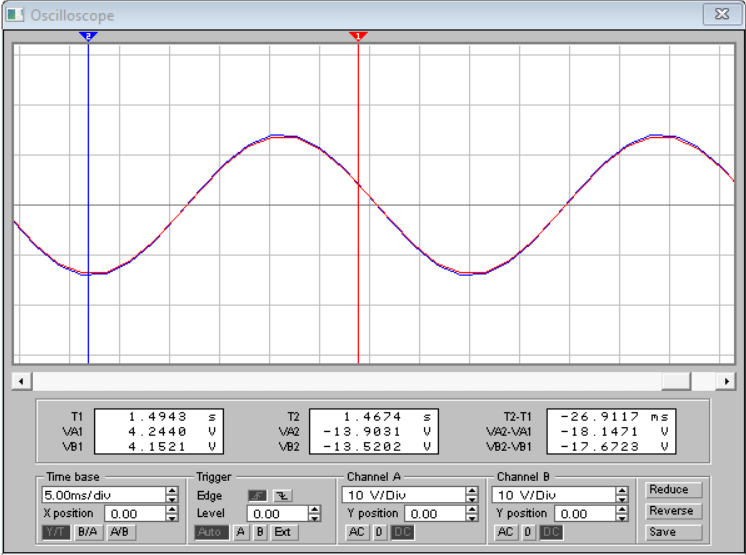 Oscilloscope
2 1
T1 1.4943 s T2 1.4674 s T2-T1 -26.9117 ms
VA1 4.2440 V VA2 -13.9031 V VA2-VA1 -18.1471 V
VB1 4.1521 V VB2 -13.5202 V VB2-VB1 -17.6723 V
Time base Trigger Channel A Channel B
5.00ms/div Edge 10 V/Div 10 V/Div Reduce
X position 0.00 Level 0.00 Y position 0.00 Y position 0.00 Reverse
Y/T B/A A/B Auto A B Ext AC 0 DC AC 0 DC Save